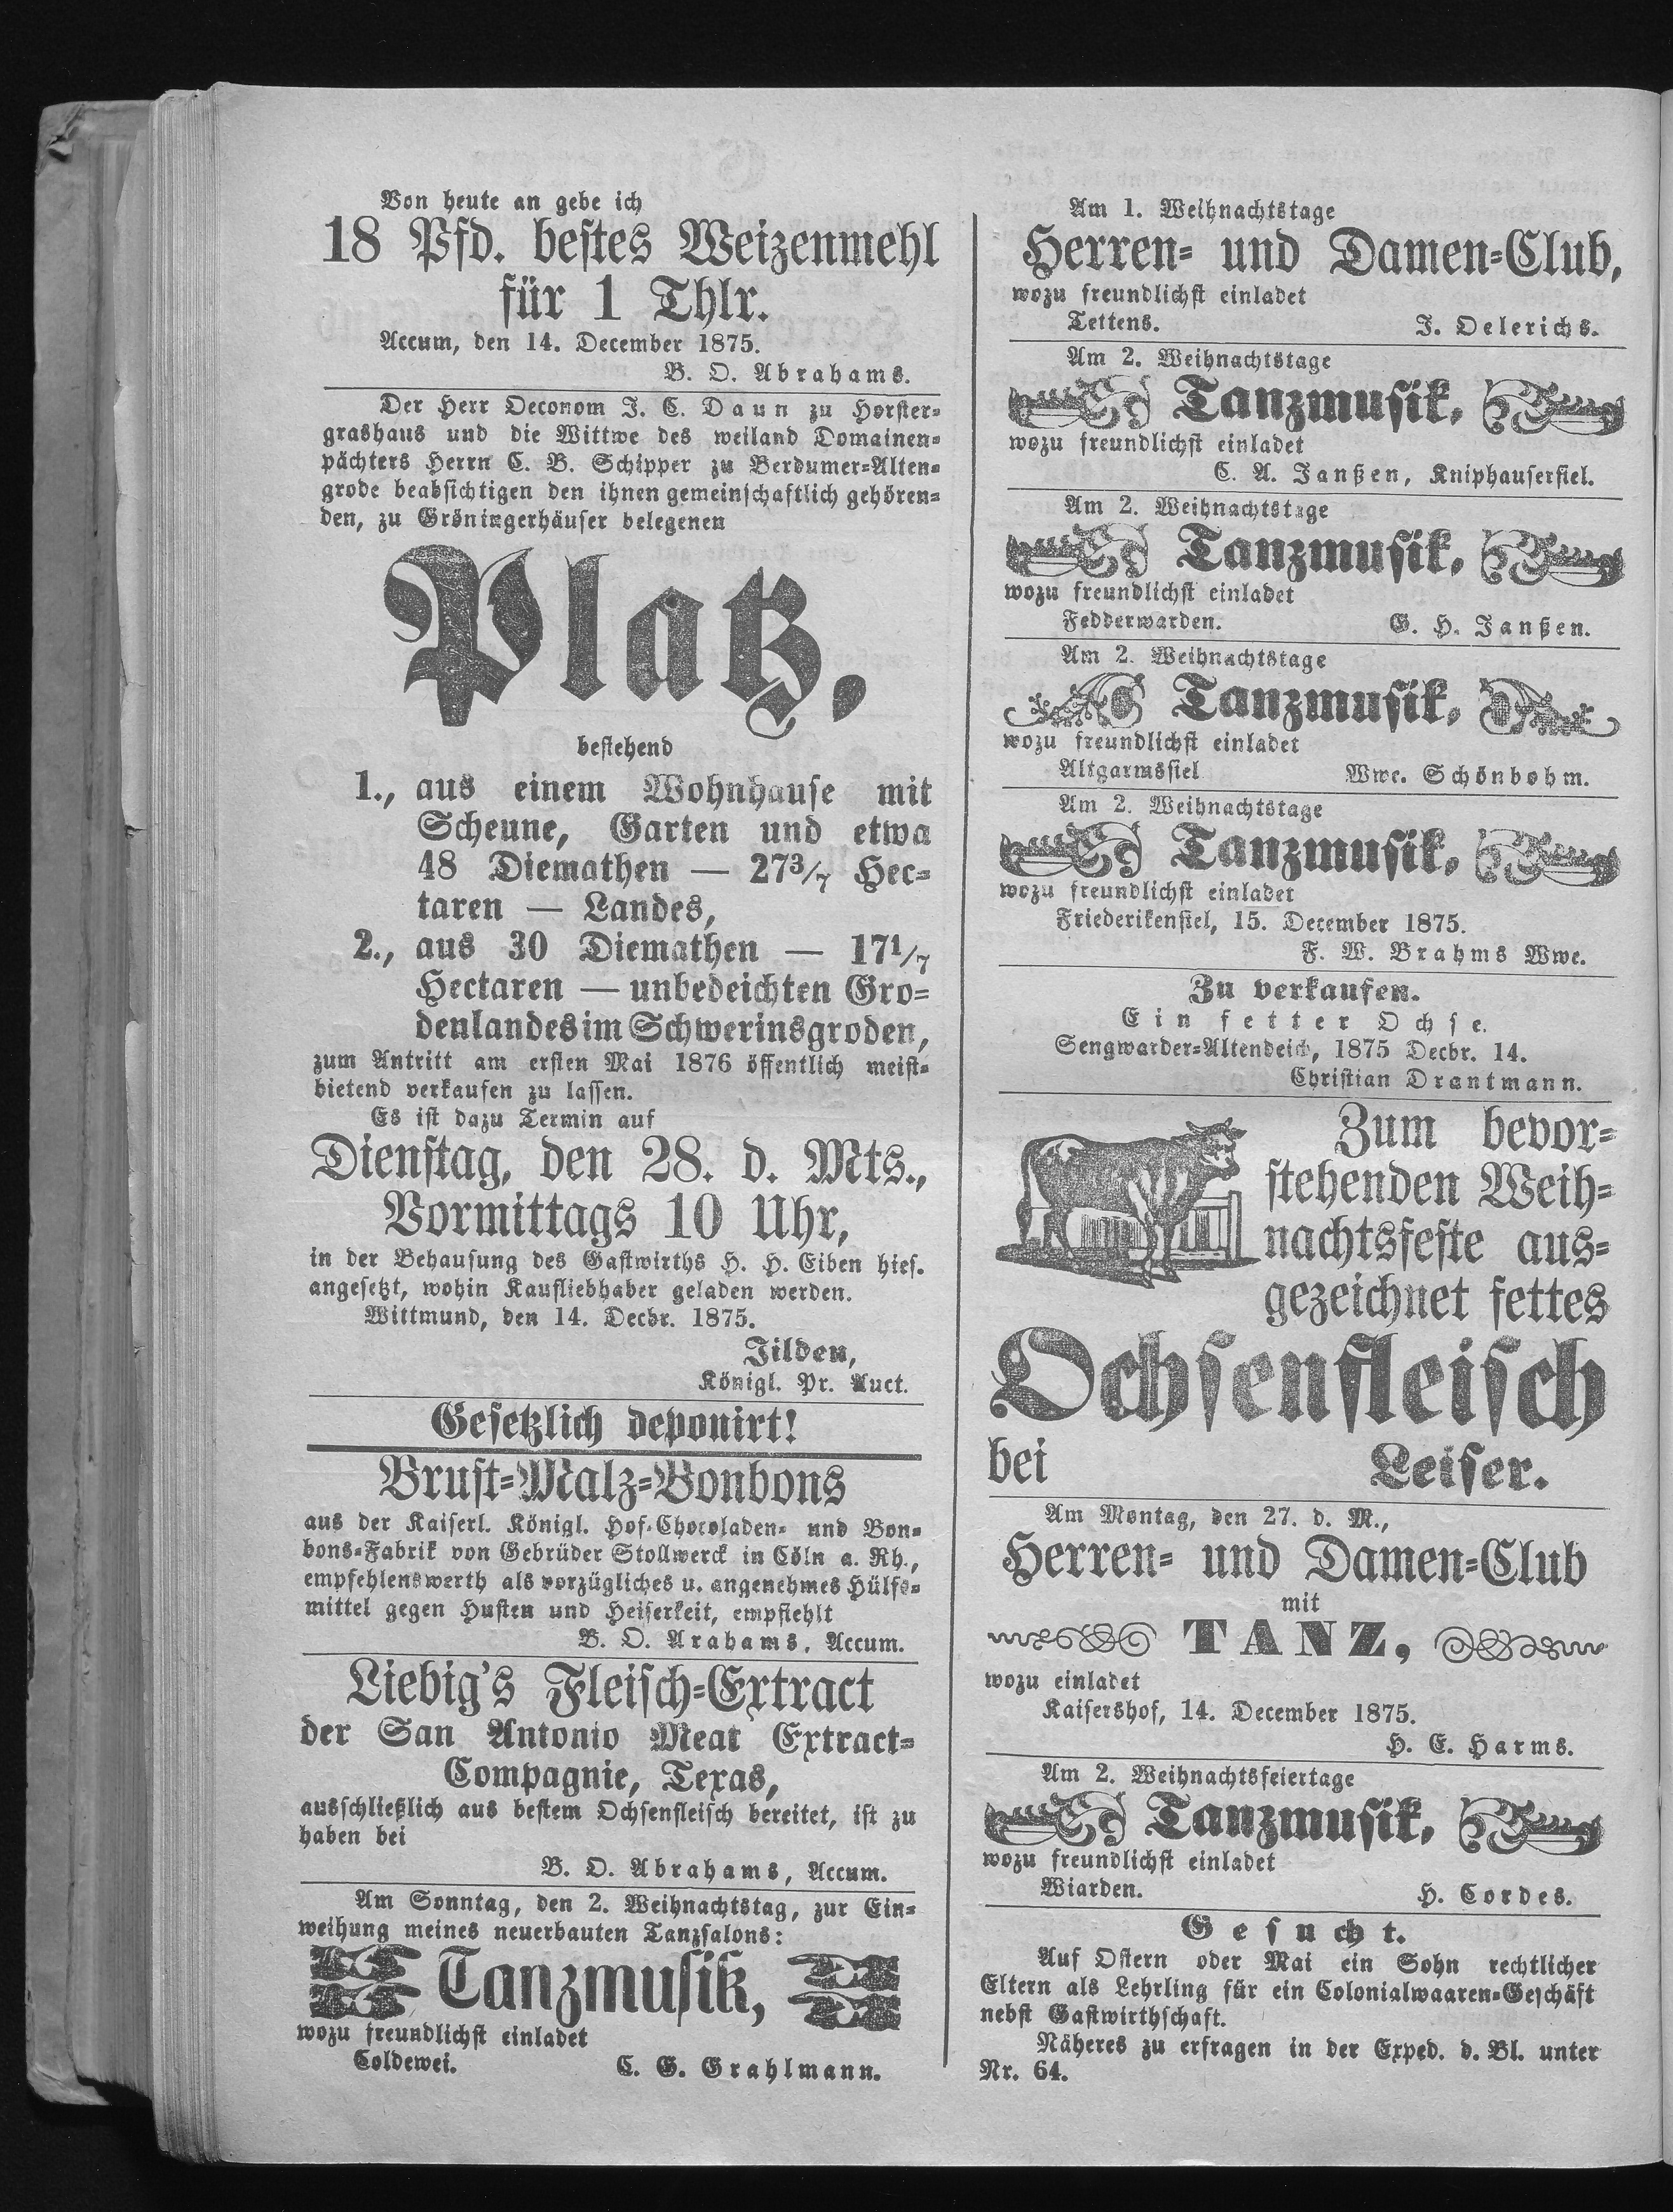 Von heute an gebe ich
18 Pfd. bestes Weizenmehl
für 1 Thlr.
Accum, den 14. December 1875.
B. O. Abrahams.
Der Herr Oeconom J. C. Daun zu Horster-
grashaus und die Wittwe des weiland Domainen-
pächters Herrn C. B. Schipper zu Berdumer-Alten-
grode beabsichtigen den ihnen gemeinschaftlich gehören-
den, zu Gröningerhäuser belegenen
Platz,
bestehend
1., aus einem Wohnhause mit
Scheune, Garten und etwa
48 Diemathen — 27 3/7 Hec-
taren — Landes,
2., aus 30 Diemathen — 17 1/7
Hectaren — unbedeichten Gro-
denlandes im Schwerinsgroden,
zum Antritt am ersten Mai 1876 öffentlich meist-
bietend verkaufen zu lassen.
Es ist dazu Termin auf
Dienstag, den 28. d. Mts.,
Vormittags 10 Uhr,
in der Behausung des Gastwirths H. H. Eiben hies.
angesetzt, wohin Kaufliebhaber geladen werden.
Wittmund, den 14. Decbr. 1875.
Jilden,
Königl. Pr. Auct.
Gesetzlich deponirt!
Brust-Malz-Bonbons
aus der Kaiserl. Königl. Hof-Chocoladen- und Bon-
bons-Fabrik von Gebrüder Stollwerck in Cöln a. Rh.,
empfehlenswerth als vorzügliches u. angenehmes Hülfs-
mittel gegen Husten und Heiserkeit, empfiehlt
B. O. Arahams, Accum.
Liebig's Fleisch-Extract
der San Antonio Meat Extract-
Compagnie, Texas,
ausschließlich aus bestem Ochsenfleisch bereitet, ist zu
haben bei
B. O. Abrahams, Accum.
Am Sonntag, den 2. Weihnachtstag, zur Ein-
weihung meines neuerbauten Tanzsalons:
Tanzmusik,
wozu freundlichst einladet
Coldewei. C. G. Grahlmann.
Am 1. Weihnachtstage
Herren- und Damen-Club,
wozu freundlichst einladet
Tettens. J. Oelerichs.
Am 2. Weihnachtstage
Tanzmusik,
wozu freundlichst einladet
C. A. Janßen, Kniphausersiel.
Am 2. Weihnachtstage
Tanzmusik,
wozu freundlichst einladet
Fedderwarden. G. H. Janßen.
Am 2. Weihnachtstage
Tanzmusik,
wozu freundlichst einladet
Altgarmssiel Wwe. Schönbohm.
Am 2. Weihnachtstage
Tanzmusik,
wozu freundlichst einladet
Friederikensiel, 15. December 1875.
F. W. Brahms Wwe.
Zu verkaufen.
Ein fetter Ochse.
Sengwarder-Altendeich, 1875 Decbr. 14.
Christian Drantmann.
Zum bevor-
stehenden Weih-
nachtsfeste aus-
gezeichnet fettes
Ochsenfleisch
bei Leiser.
Am Montag, den 27. d. M.,
Herren- und Damen-Club
mit
TANZ,
wozu einladet
Kaisershof, 14. December 1875.
H. E. Harms.
Am 2. Weihnachtsfeiertage
Tanzmusik,
wozu freundlichst einladet
Wiarden. H. Cordes.
Gesucht.
Auf Ostern oder Mai ein Sohn rechtlicher
Eltern als Lehrling für ein Colonialwaaren-Geschäft
nebst Gastwirthschaft.
Näheres zu erfragen in der Exped. d. Bl. unter
Nr. 64.